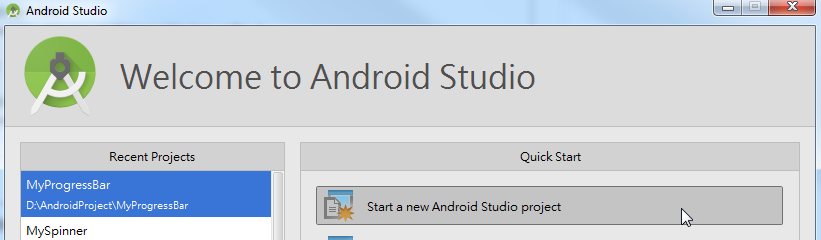 Android Studio
Welcome to Android Studio
Recent Projects
Quick Start
MyProgressBar
D:\AndroidProject\MyProgressBar
Start a new Android Studio project
MySpinner